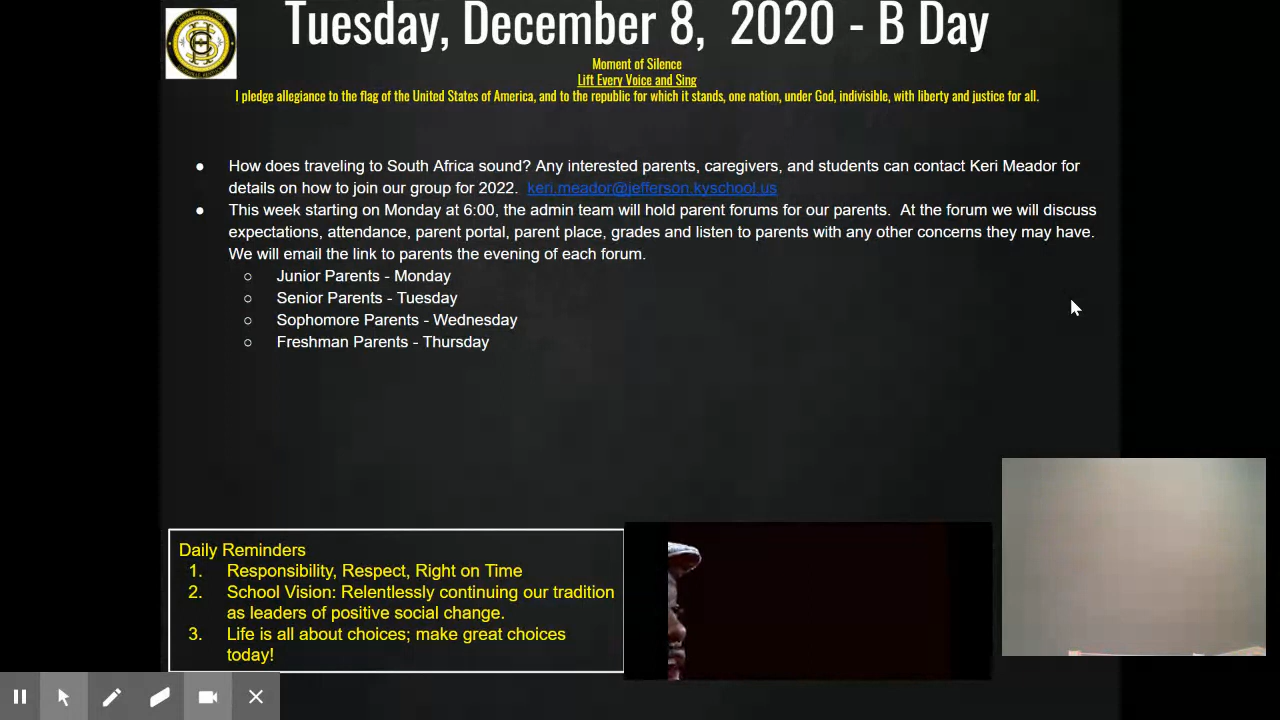 Tuesday, December 8,  2020 - B Day
Moment of Silence
Lift Every Voice and Sing
I pledge allegiance to the flag of the United States of America, and to the republic for which it stands, one nation, under God, indivisible, with liberty and justice for all.
● How does traveling to South Africa sound? Any interested parents, caregivers, and students can contact Keri Meador for
details on how to join our group for 2022.  keri.meador@jefferson.kyschool.us
● This week starting on Monday at 6:00, the admin team will hold parent forums for our parents.  At the forum we will discuss
expectations, attendance, parent portal, parent place, grades and listen to parents with any other concerns they may have.
We will email the link to parents the evening of each forum.
○ Junior Parents - Monday
○ Senior Parents - Tuesday
○ Sophomore Parents - Wednesday
○ Freshman Parents - Thursday
Daily Reminders
1. Responsibility, Respect, Right on Time
2. School Vision: Relentlessly continuing our tradition
as leaders of positive social change.
3. Life is all about choices; make great choices
today!